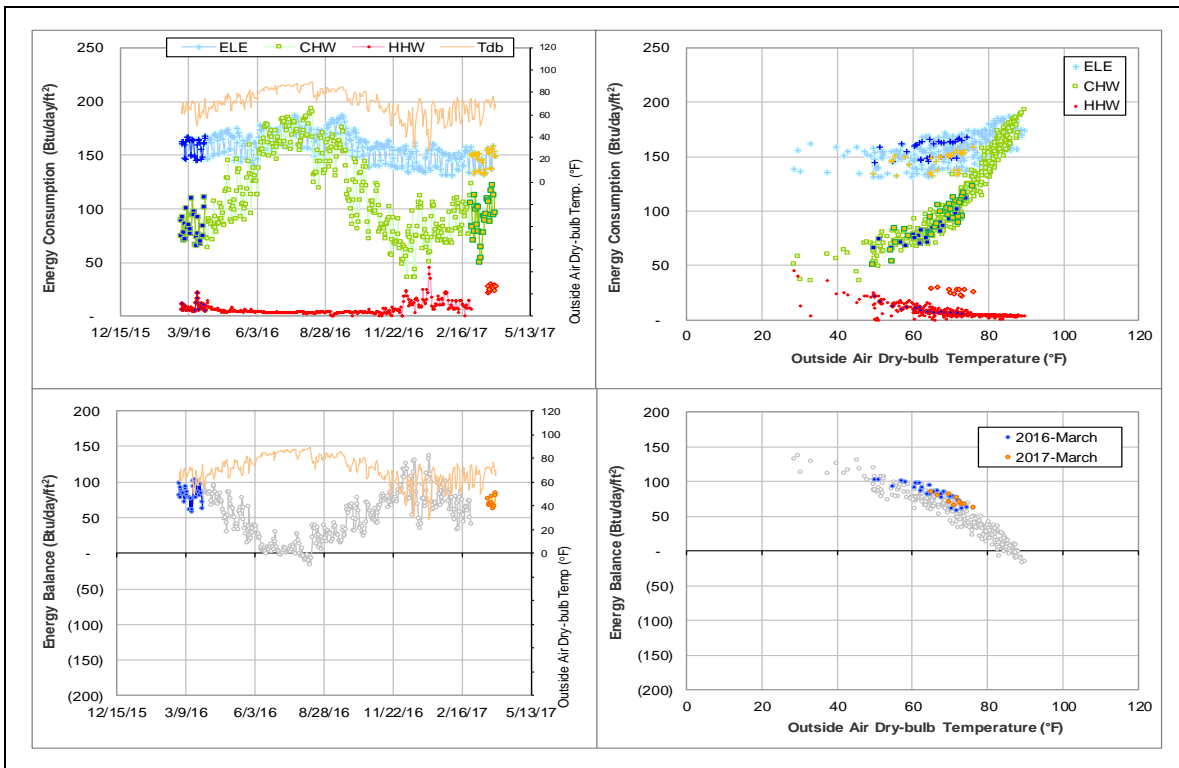 ELE CHW HHW Tdb
Energy Consumption (Btu/day/ft²)
250
200
150
100
50
-
120
100
80
60
40
20
0
Outside Air Dry-bulb Temp. (°F)
12/15/15 3/9/16 6/3/16 8/28/16 11/22/16 2/16/17 5/13/17
Energy Consumption (Btu/day/ft²)
250
200
150
100
50
-
ELE
CHW
HHW
0 20 40 60 80 100 120
Outside Air Dry-bulb Temperature (°F)
Energy Balance (Btu/day/ft²)
200
150
100
50
-
(50)
(100)
(150)
(200)
120
100
80
60
40
20
0
Outside Air Dry-bulb Temp (°F)
12/15/15 3/9/16 6/3/16 8/28/16 11/22/16 2/16/17 5/13/17
Energy Balance (Btu/day/ft²)
200
150
100
50
-
(50)
(100)
(150)
(200)
2016-March
2017-March
0 20 40 60 80 100 120
Outside Air Dry-bulb Temperature (°F)